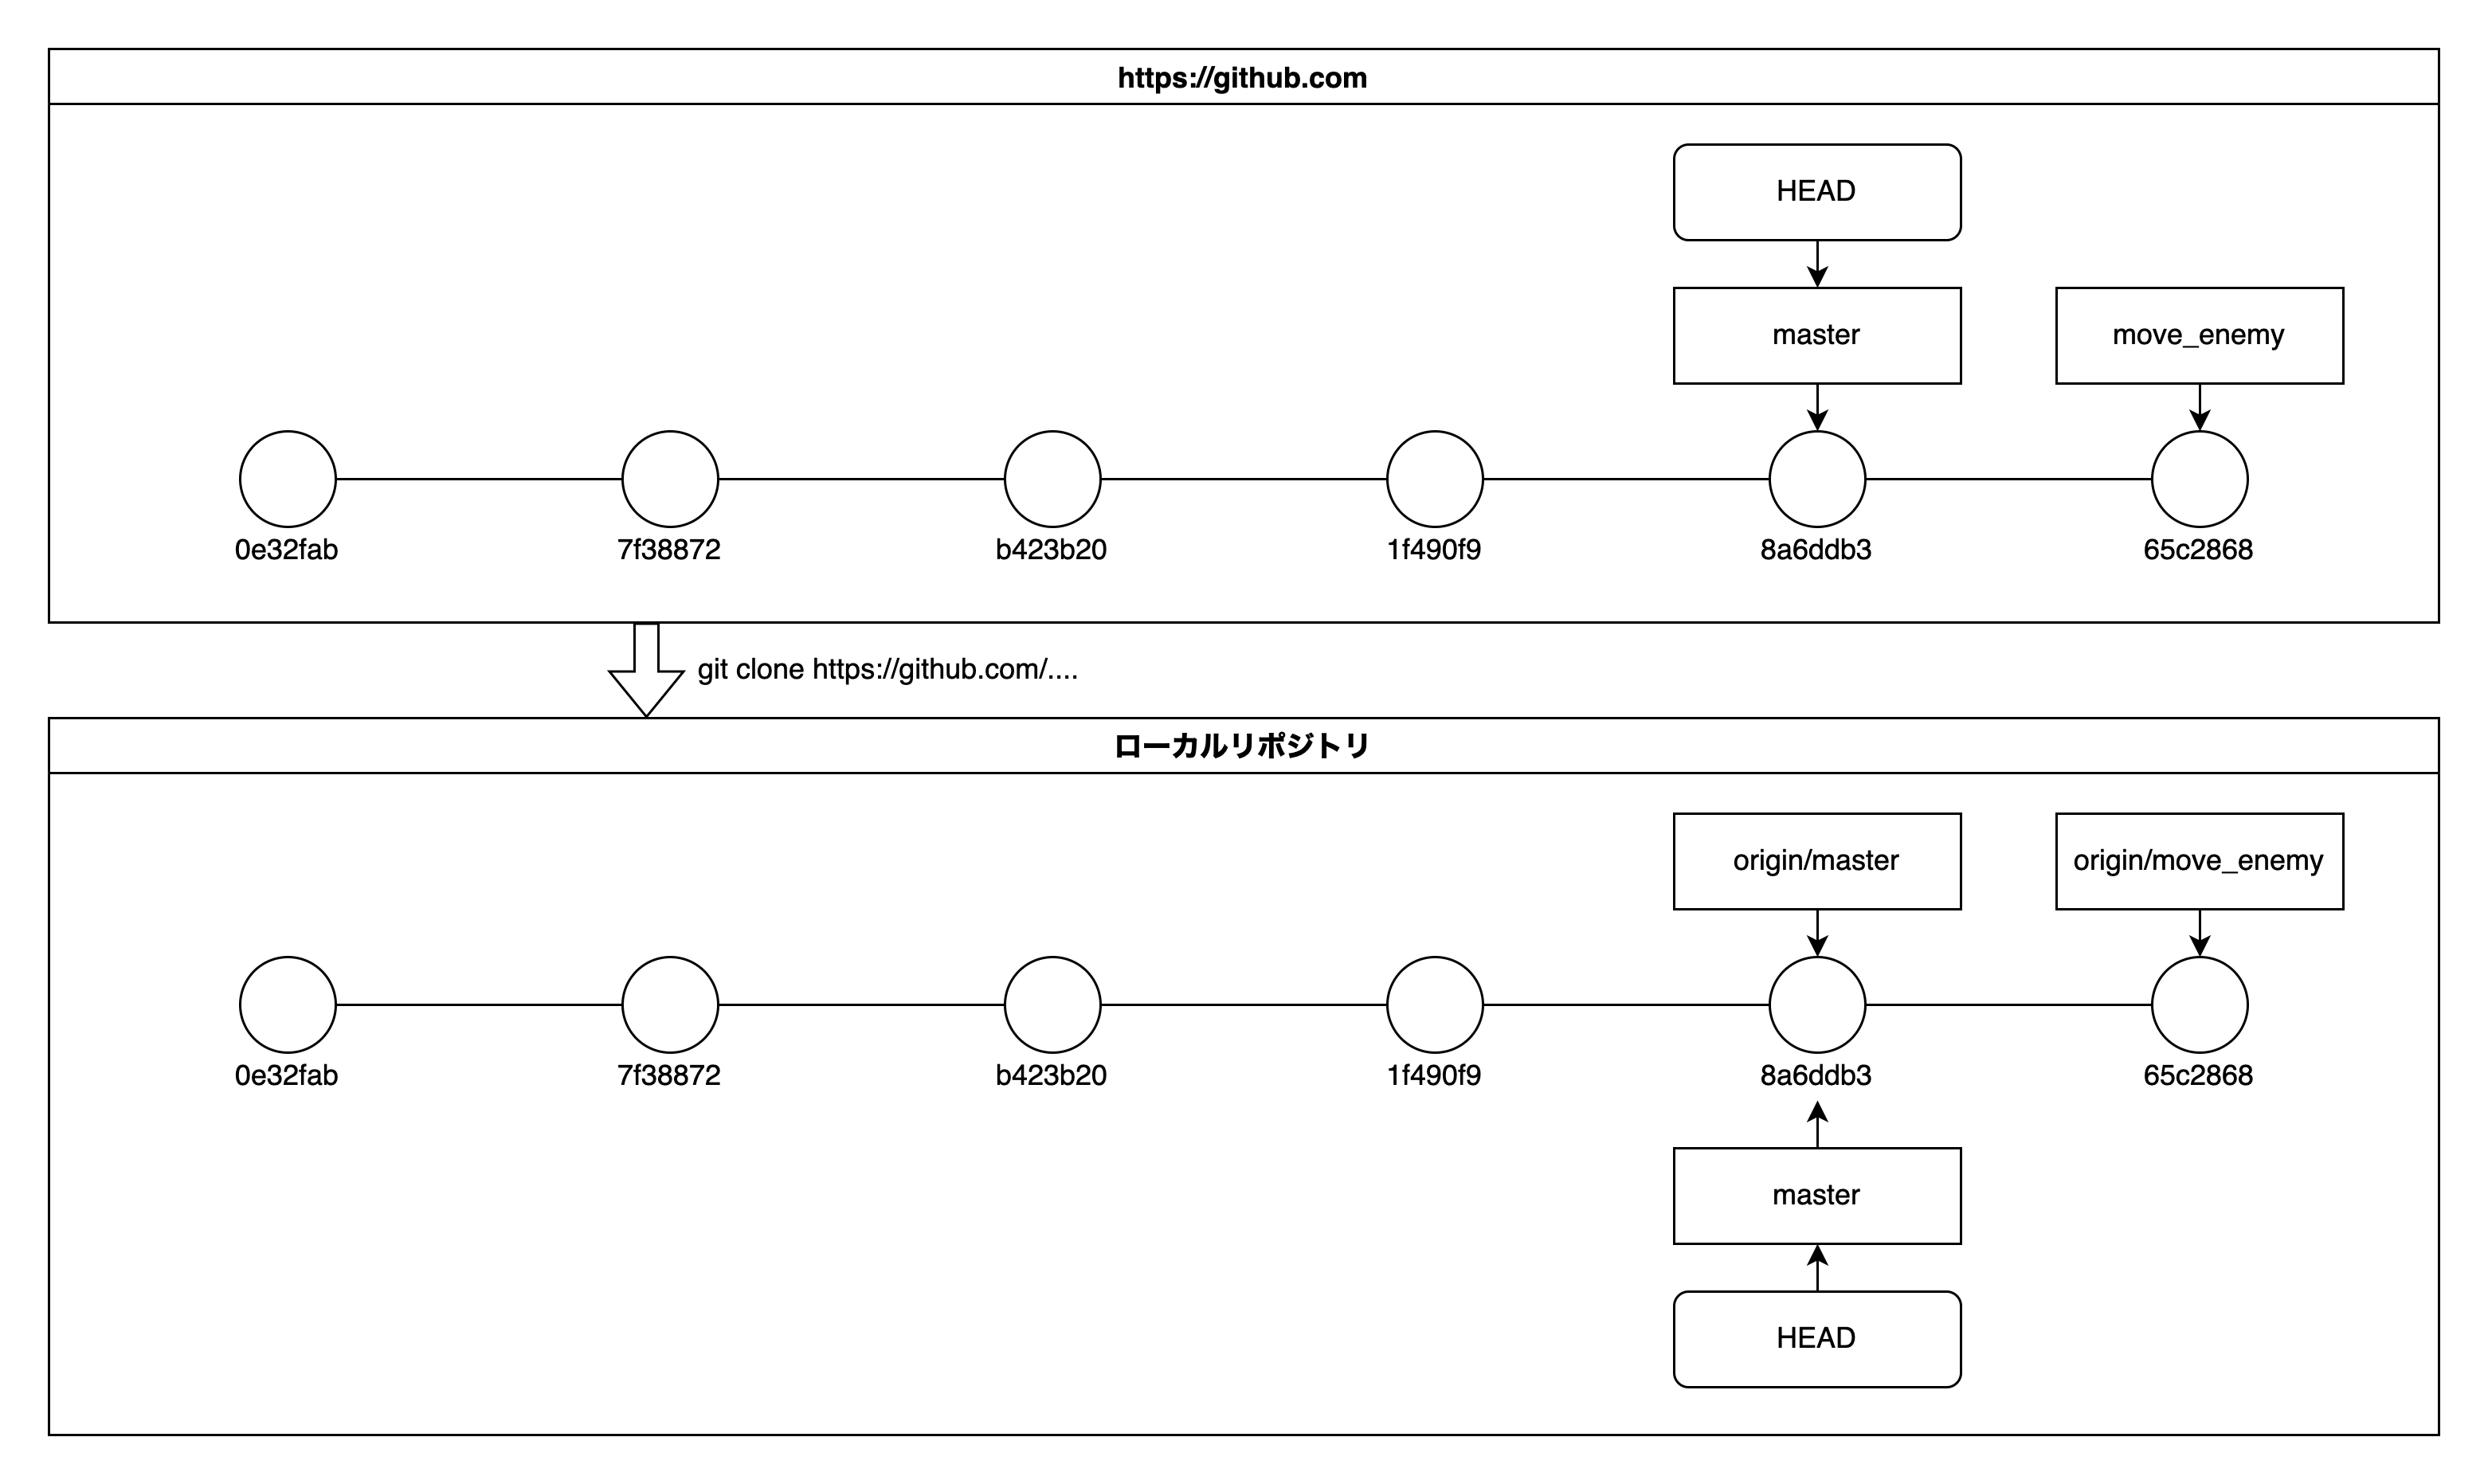 https://github.com
HEAD
master
move_enemy
0e32fab
7f38872
b423b20
1f490f9
8a6ddb3
65c2868
git clone https://github.com/....
ローカルリポジトリ
origin/master
origin/move_enemy
0e32fab
7f38872
b423b20
1f490f9
8a6ddb3
65c2868
master
HEAD